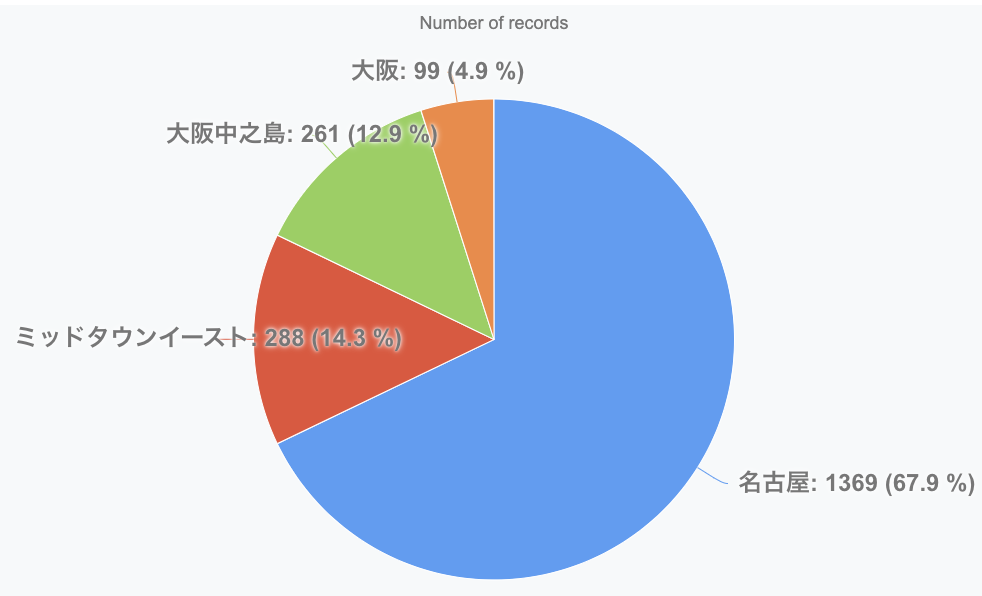 Number of records
大阪: 99 (4.9 %)
大阪中之島: 261 (12.9 %)
ミッドタウンイースト: 288 (14.3 %)
名古屋: 1369 (67.9 %)